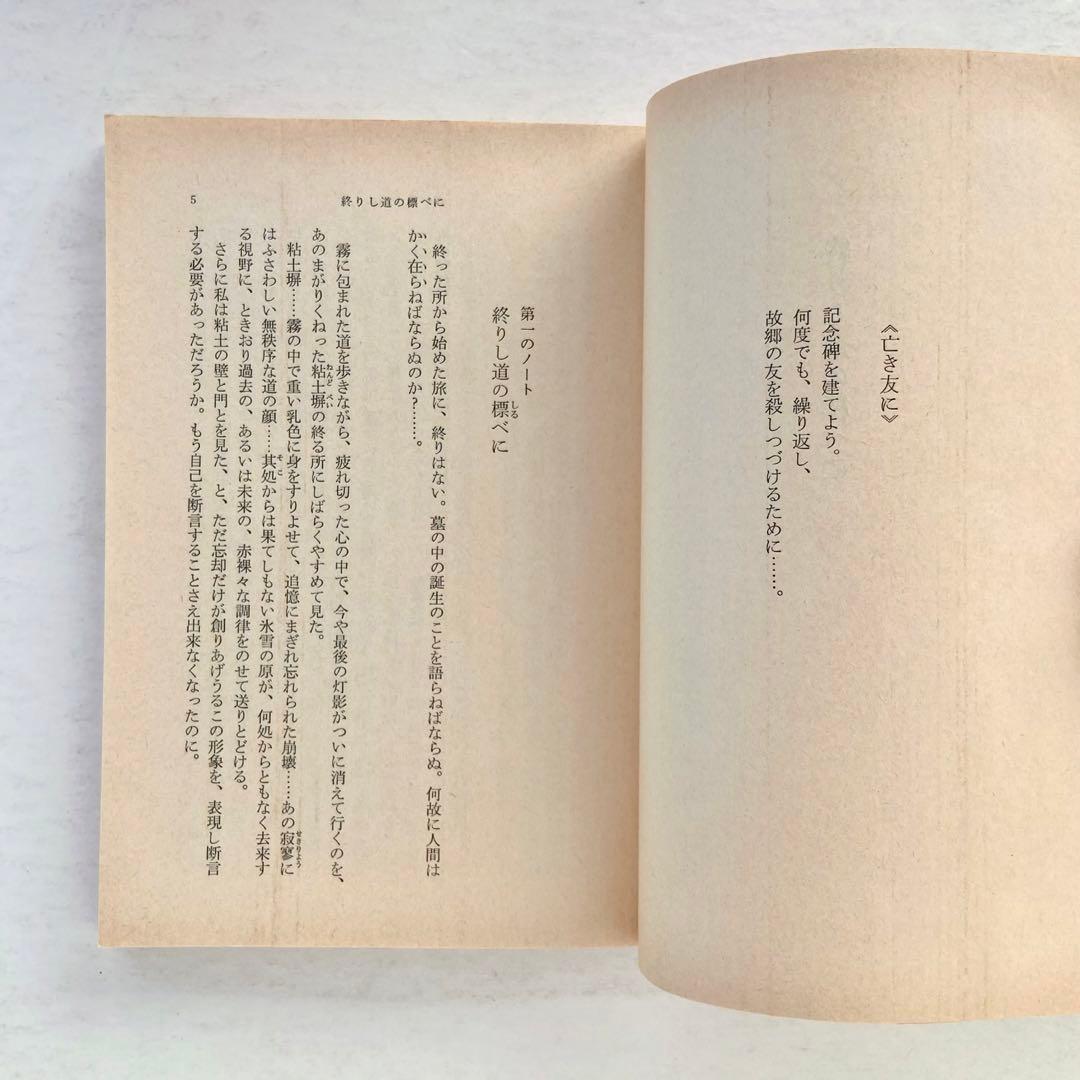 《亡き友に》
記念碑を建てよう。
何度でも、繰り返し、
故郷の友を殺しつづけるために……。
終りし道の標べに
5
第一のノート
終りし道の標べに
しる
終った所から始めた旅に、終りはない。墓の中の誕生のことを語らねばならぬ。何故に人間は
かく在らねばならぬのか？……。
霧に包まれた道を歩きながら、疲れ切った心の中で、今や最後の灯影がついに消えて行くのを、
あのまがりくねった粘土塀の終る所にしばらくやすめて見た。
ねんど べい
粘土塀……霧の中で重い乳色に身をすりよせて、追憶にまぎれ忘れられた崩壊……あの寂寥に
せきりよう
はふさわしい無秩序な道の顔……其処からは果てしもない氷雪の原が、何処からともなく去来す
そこ
る視野に、ときおり過去の、あるいは未来の、赤裸々な調律をのせて送りとどける。
さらに私は粘土の壁と門とを見た、と、ただ忘却だけが創りあげうるこの形象を、表現し断言
する必要があっただろうか。もう自己を断言することさえ出来なくなったのに。